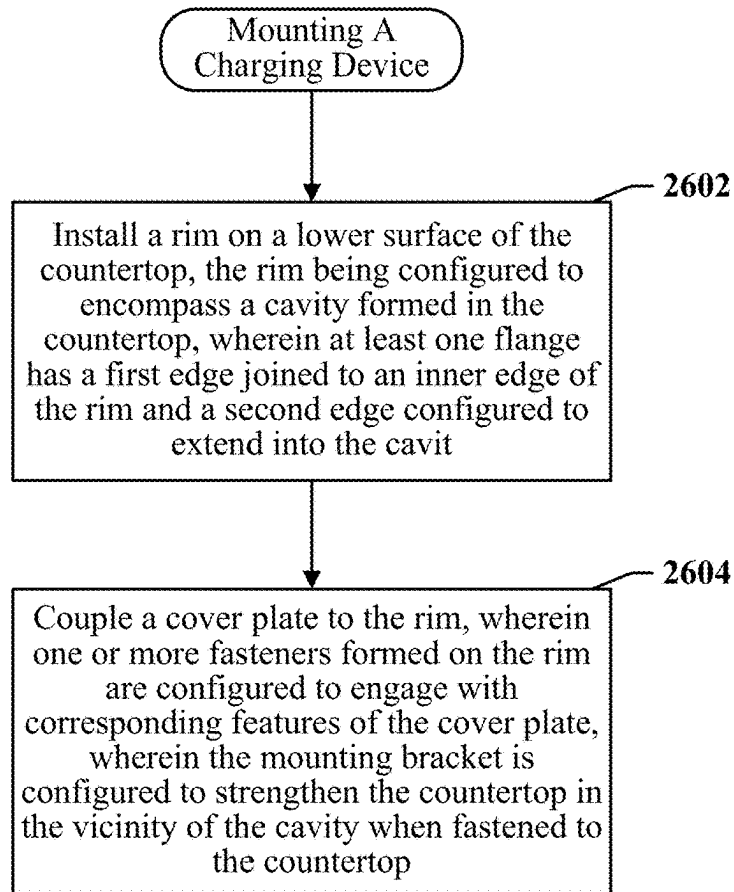 Mounting A
Charging Device
2602
Install a rim on a lower surface of the
countertop, the rim being configured to
encompass a cavity formed in the
countertop, wherein at least one flange
has a first edge joined to an inner edge of
the rim and a second edge configured to
extend into the cavit
2604
Couple a cover plate to the rim, wherein
one or more fasteners formed on the rim
are configured to engage with
corresponding features of the cover plate,
wherein the mounting bracket is
configured to strengthen the countertop in
the vicinity of the cavity when fastened to
the countertop